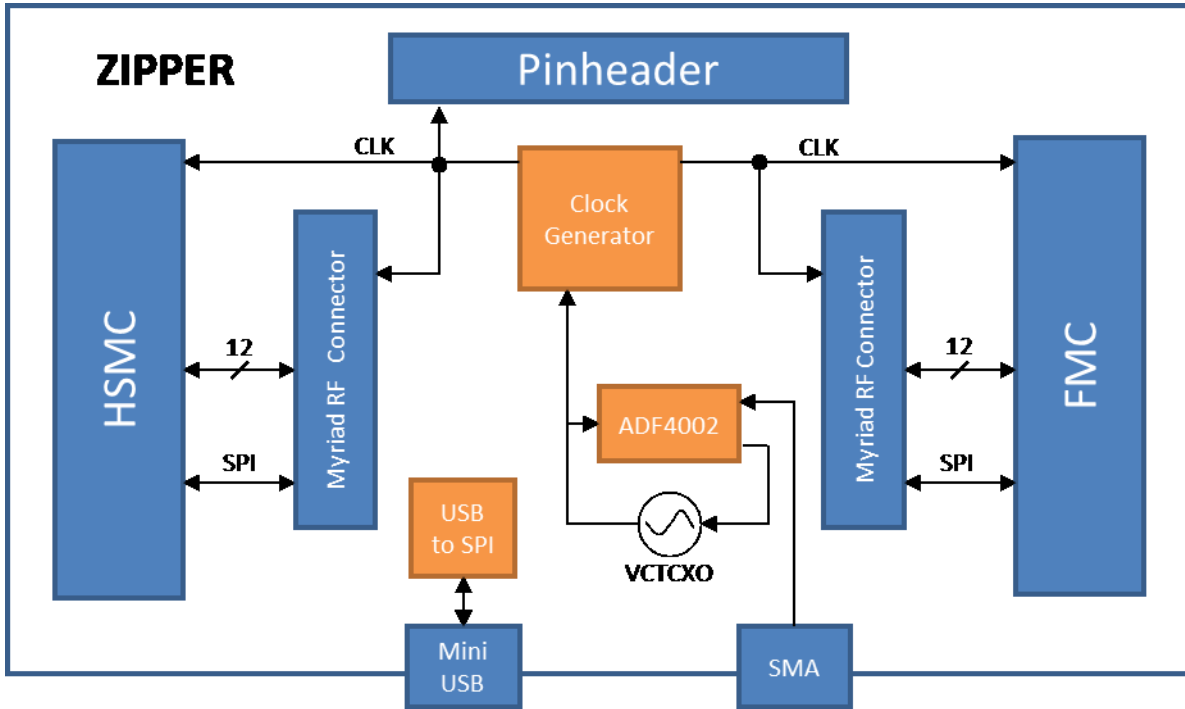 ZIPPER
Pinheader
CLK
CLK
HSMC
Myriad RF Connector
Clock
Generator
Myriad RF Connector
FMC
12
12
ADF4002
SPI
SPI
USB
to SPI
VCTCXO
Mini
USB
SMA